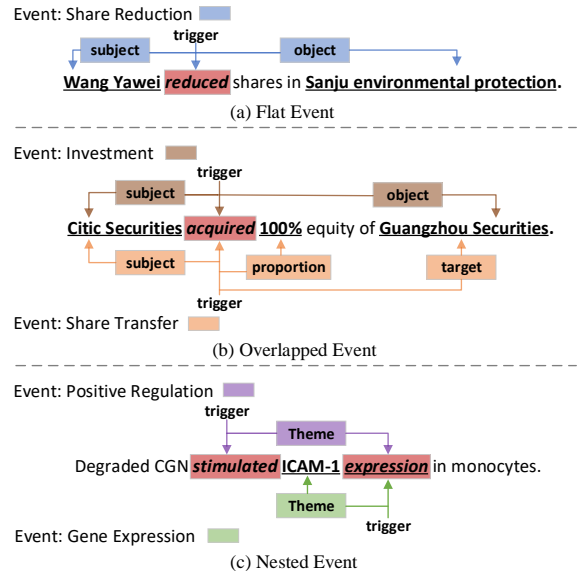 Event: Share Reduction
trigger
subject
object
Wang Yawei reduced shares in Sanju environmental protection.
(a) Flat Event
Event: Investment
trigger
subject
object
Citic Securities acquired 100% equity of Guangzhou Securities.
subject
proportion
target
trigger
Event: Share Transfer
(b) Overlapped Event
Event: Positive Regulation
trigger
Theme
Degraded CGN stimulated ICAM-1 expression in monocytes.
Theme
trigger
Event: Gene Expression
(c) Nested Event